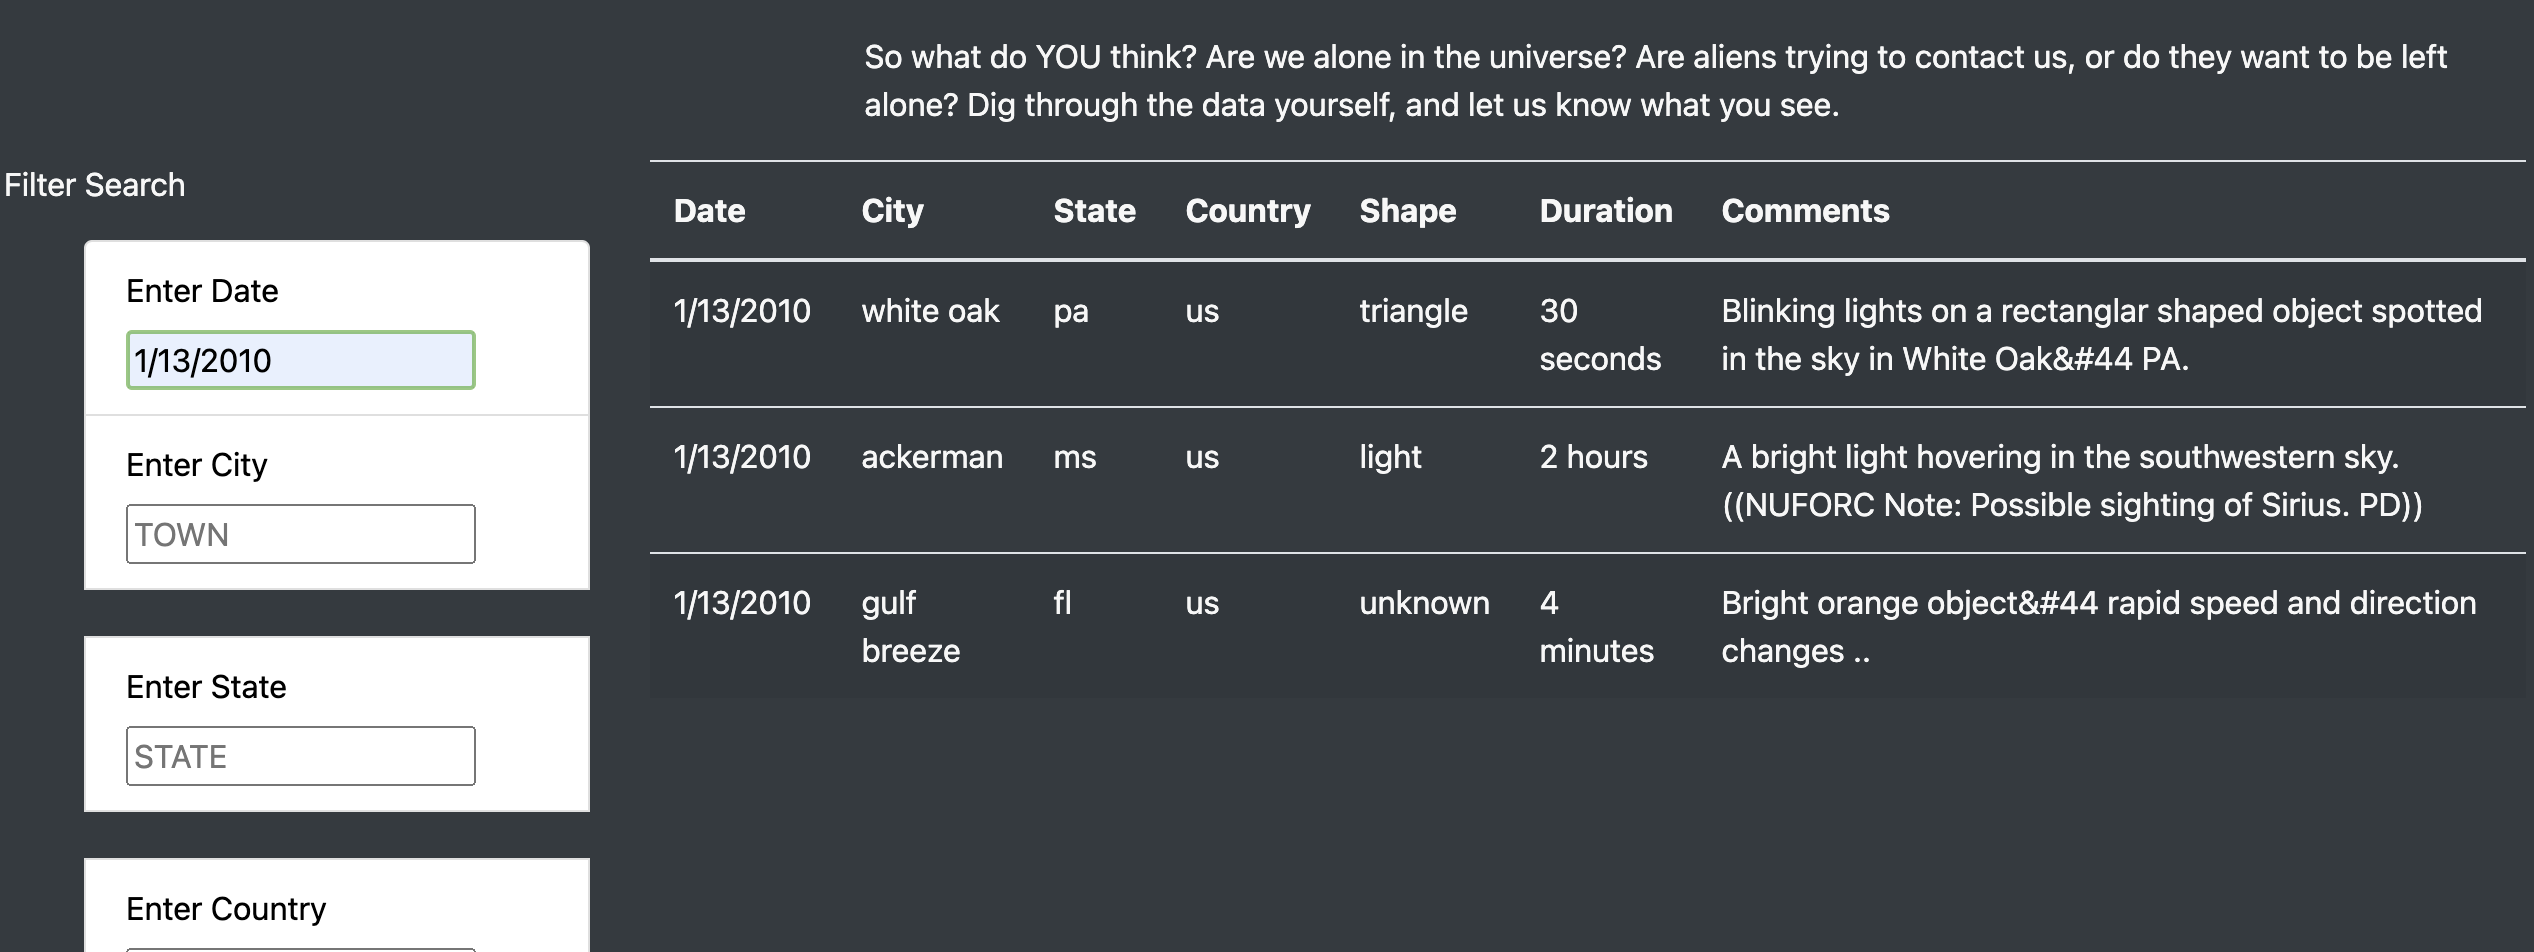 So what do YOU think? Are we alone in the universe? Are aliens trying to contact us, or do they want to be left
alone? Dig through the data yourself, and let us know what you see.
Filter Search
Enter Date
1/13/2010
Enter City
TOWN
Enter State
STATE
Enter Country
Date City State Country Shape Duration Comments
1/13/2010 white oak pa us triangle 30 Blinking lights on a rectanglar shaped object spotted
seconds in the sky in White Oak&#44 PA.
1/13/2010 ackerman ms us light 2 hours A bright light hovering in the southwestern sky.
((NUFORC Note: Possible sighting of Sirius. PD))
1/13/2010 gulf fl us unknown 4 Bright orange object&#44 rapid speed and direction
breeze minutes changes ..